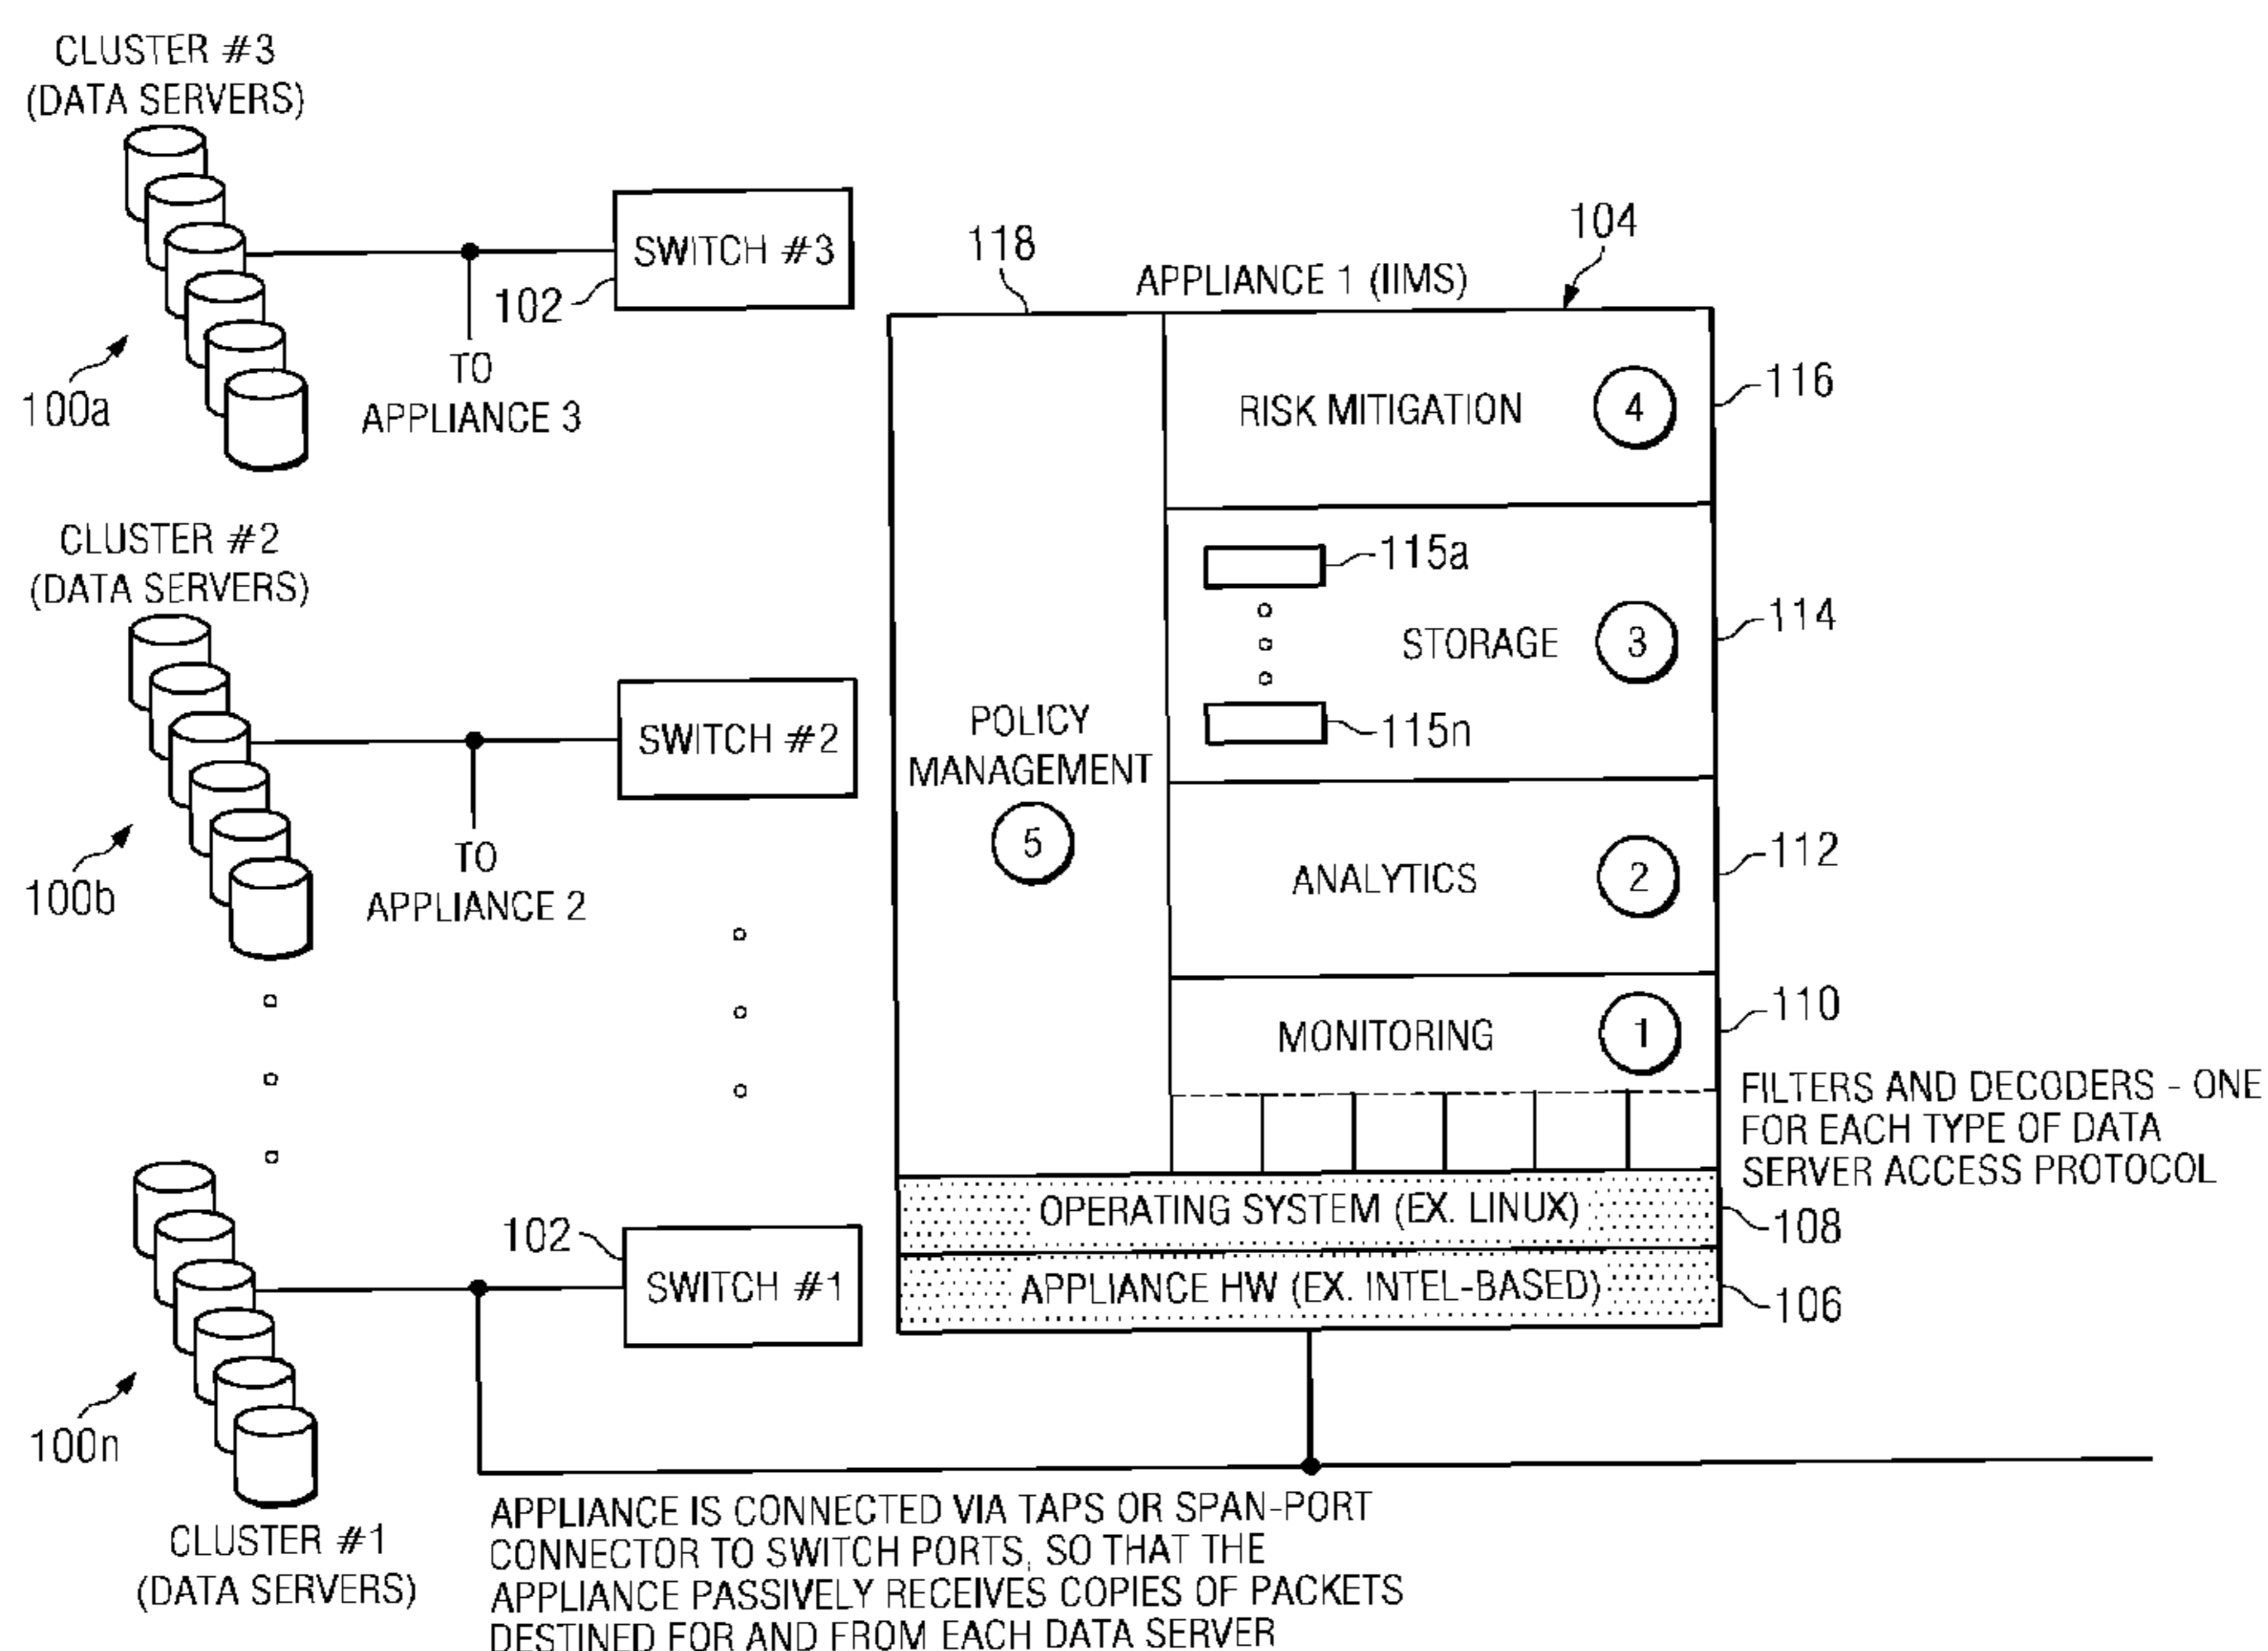 CLUSTER #3
(DATA SERVERS)
100a
TO
APPLIANCE 3
102
SWITCH #3
CLUSTER #2
(DATA SERVERS)
100b
TO
APPLIANCE 2
SWITCH #2
100n
CLUSTER #1
(DATA SERVERS)
102
SWITCH #1
118
APPLIANCE 1 (IIMS)
104
POLICY
MANAGEMENT
5
RISK MITIGATION
4
116
115a
STORAGE
3
114
115n
ANALYTICS
2
112
MONITORING
1
110
FILTERS AND DECODERS - ONE
FOR EACH TYPE OF DATA
SERVER ACCESS PROTOCOL
OPERATING SYSTEM (EX. LINUX)
108
APPLIANCE HW (EX. INTEL-BASED)
106
APPLIANCE IS CONNECTED VIA TAPS OR SPAN-PORT
CONNECTOR TO SWITCH PORTS, SO THAT THE
APPLIANCE PASSIVELY RECEIVES COPIES OF PACKETS
DESTINED FOR AND FROM EACH DATA SERVER